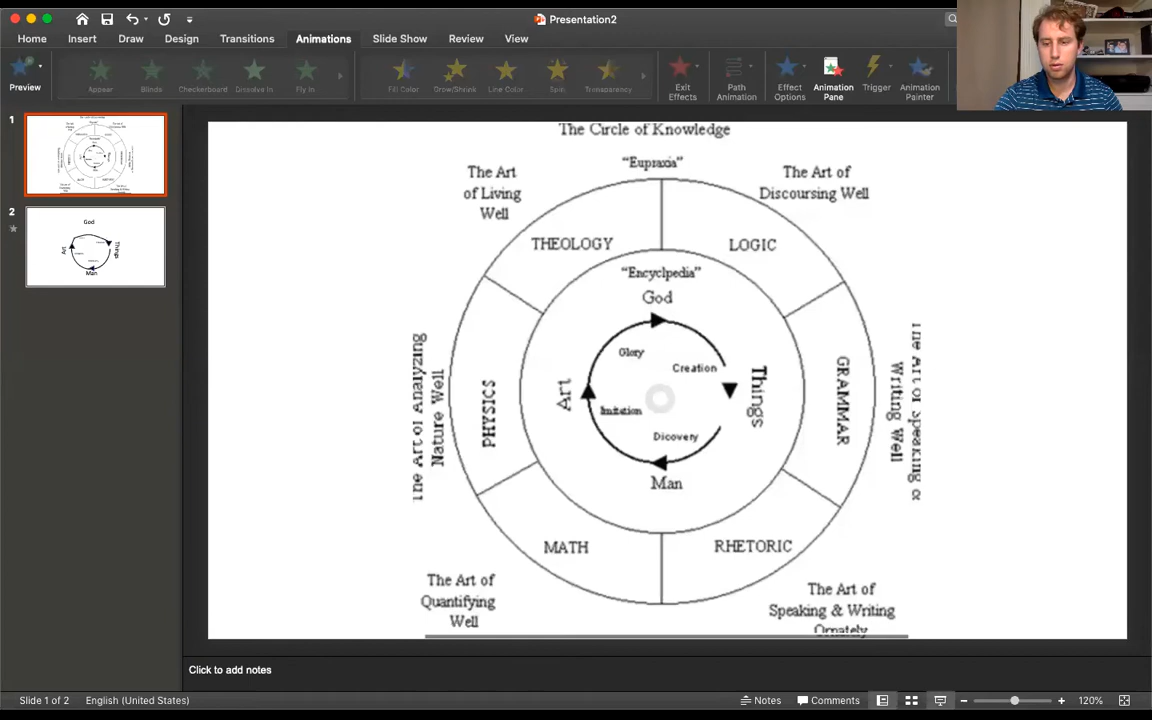 Presentation2
Home Insert Draw Design Transitions Animations Slide Show Review View
Preview
Appear Blinds Checkerboard Dissolve In Fly In
Fill Color Grow/Shrink Line Color Spin Transparency
Exit Effects
Path Animation
Effect Options
Animation Pane
Trigger
Animation Painter
1
2
God
Things
Man
Art
The Circle of Knowledge
"Eupraxia"
The Art
of Living
Well
The Art of
Discoursing Well
THEOLOGY
LOGIC
"Encyclpedia"
God
Glory
Creation
The Art of Analyzing
Nature Well
PHYSICS
Art
Things
GRAMMAR
Writing Well
The Art of Speaking &
Imitation
Dicovery
Man
MATH
RHETORIC
The Art of
Quantifying
Well
The Art of
Speaking & Writing
Ornately
Click to add notes
Slide 1 of 2 English (United States) Notes Comments 120%